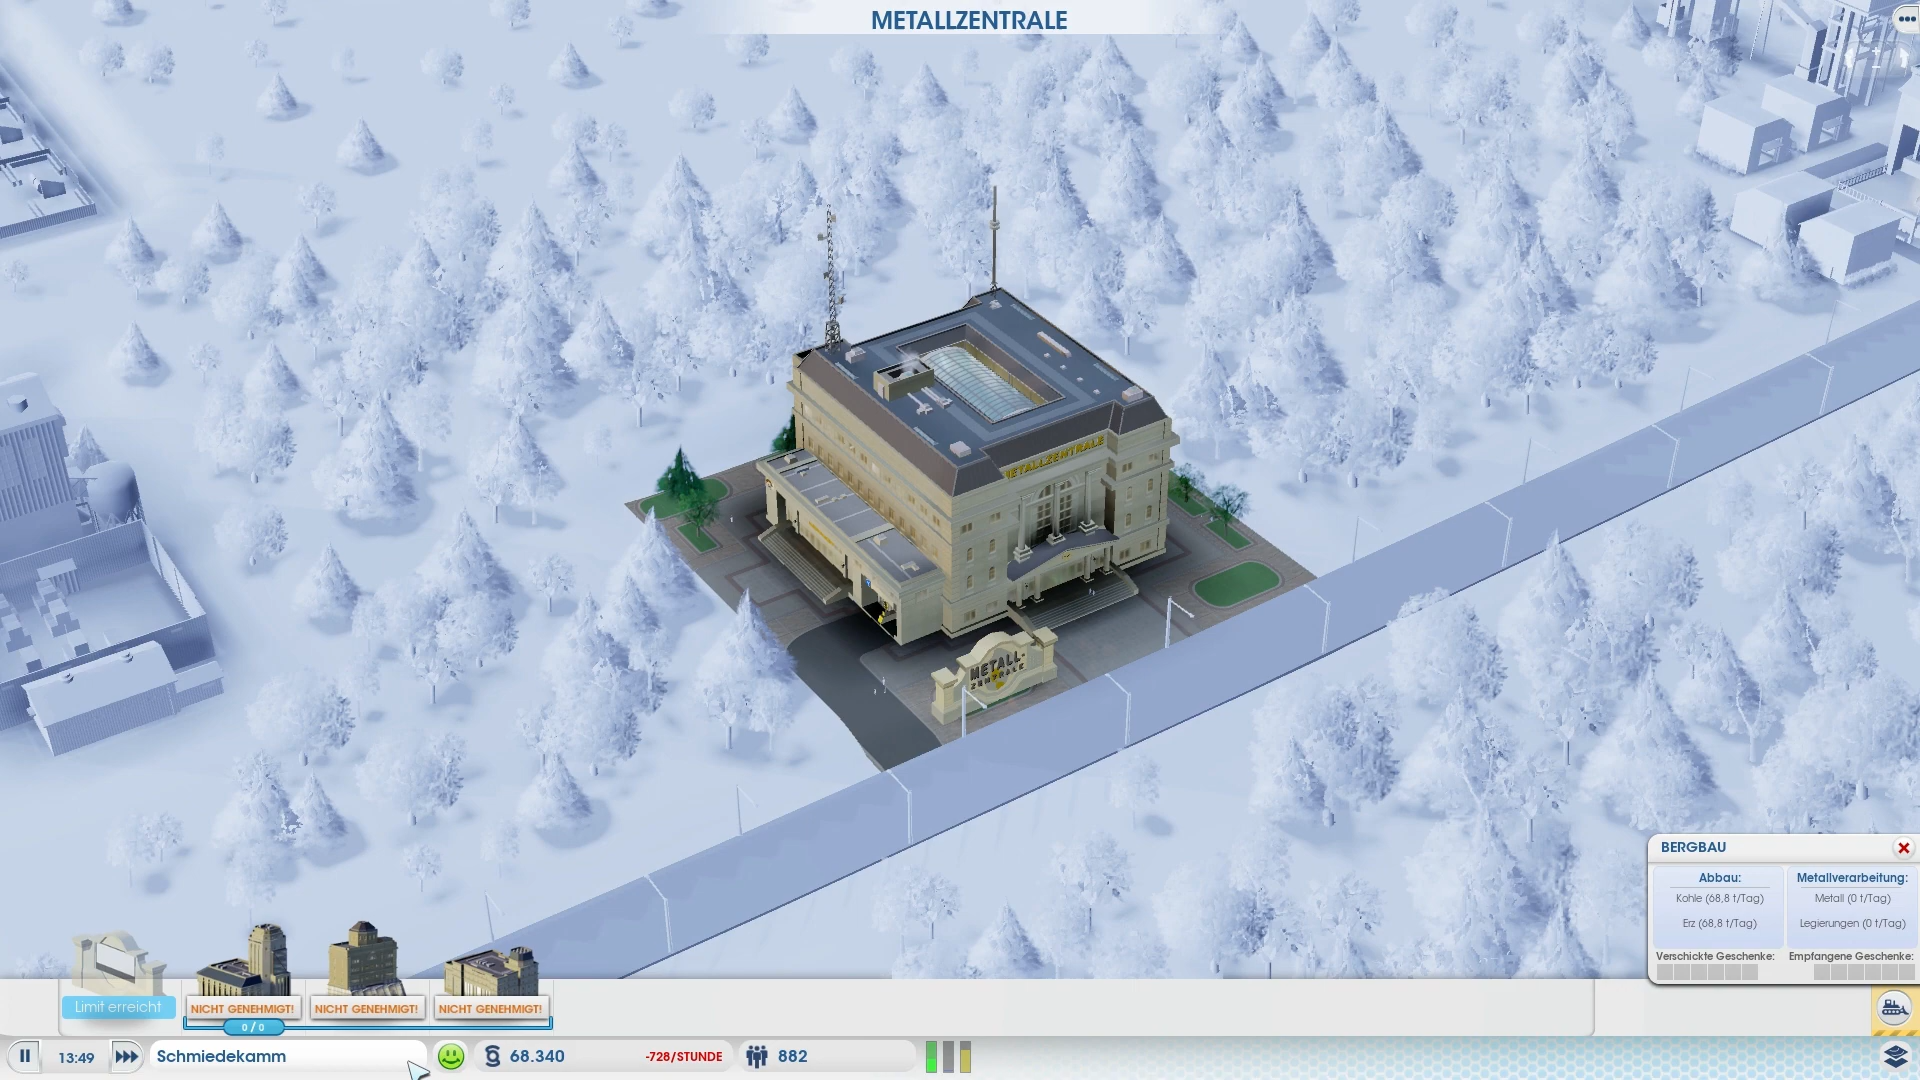 METALLZENTRALE
METALLZENTRALE
METALL-
ZENTRALE
BERGBAU
Abbau:
Kohle (68,8 t/Tag)
Erz (68,8 t/Tag)
Metallverarbeitung:
Metall (0 t/Tag)
Legierungen (0 t/Tag)
Verschickte Geschenke:
Empfangene Geschenke:
Limit erreicht
NICHT GENEHMIGT!
NICHT GENEHMIGT!
NICHT GENEHMIGT!
0 / 0
13:49
Schmiedekamm
68.340
-728/STUNDE
882